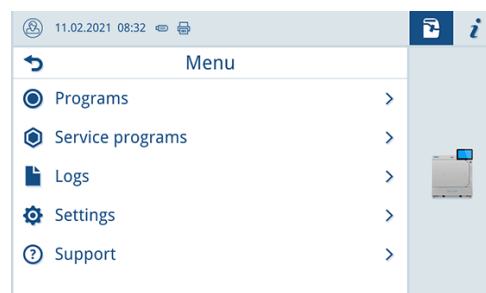 11.02.2021 08:32
i
Menu
Programs
Service programs
Logs
Settings
? Support